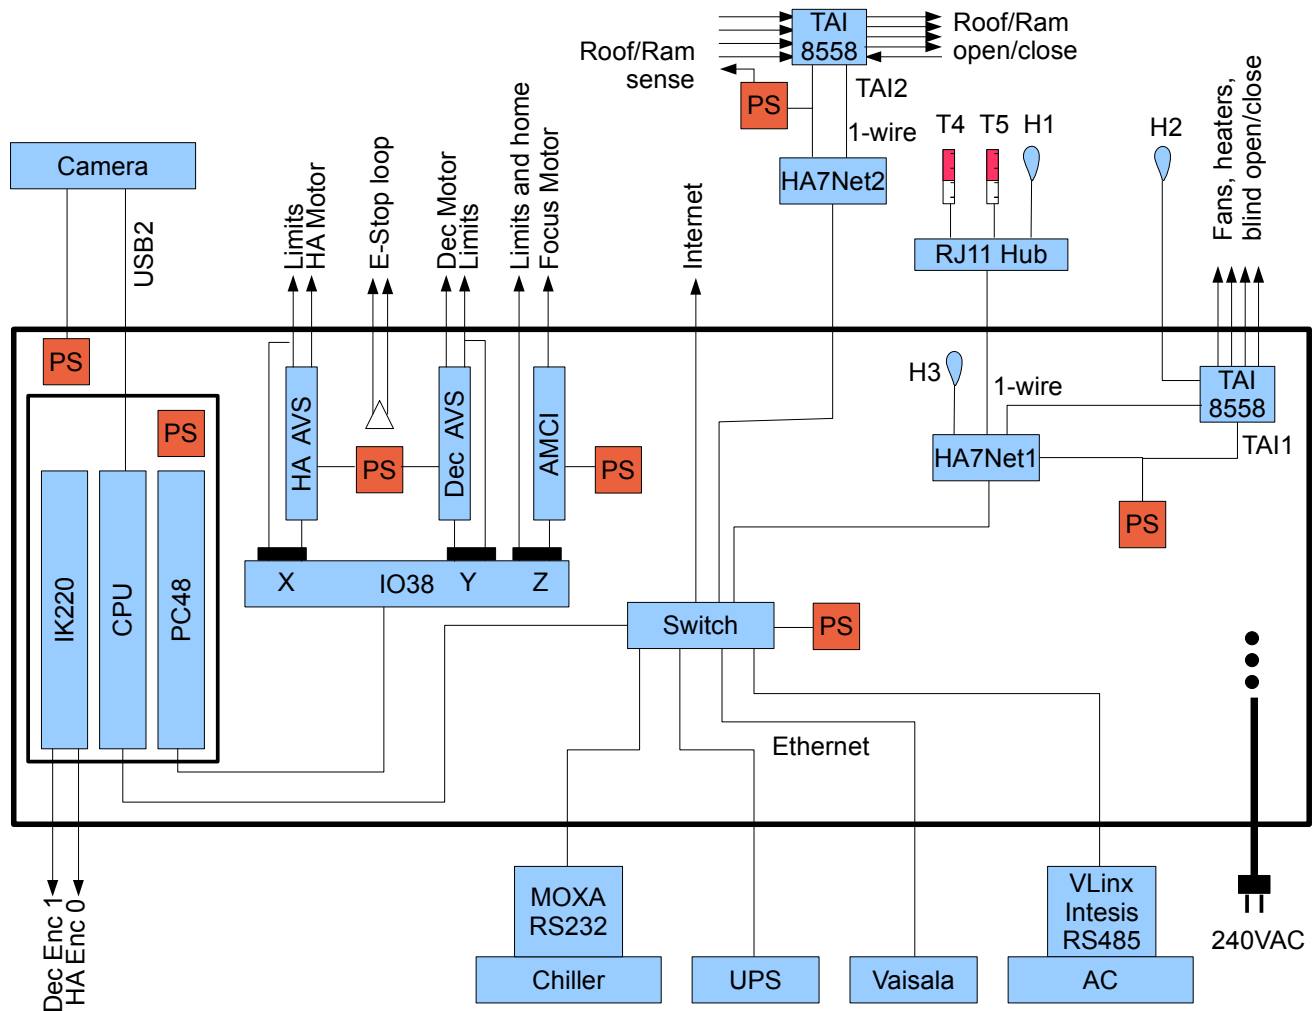 TAI
8558
Roof/Ram
open/close
Roof/Ram
sense
PS
TAI2
1-wire
HA7Net2
T4
T5
H1
H2
Fans, heaters,
blind open/close
Camera
USB2
Limits
HA Motor
E-Stop loop
Dec Motor
Limits
Limits and home
Focus Motor
Internet
RJ11 Hub
PS
PS
HA AVS
PS
Dec AVS
AMCI
PS
H3
1-wire
HA7Net1
TAI
8558
TAI1
PS
IK220
CPU
PC48
X
IO38
Y
Z
Switch
PS
Ethernet
Dec Enc 1
HA Enc 0
MOXA
RS232
Chiller
UPS
Vaisala
VLinx
Intesis
RS485
AC
240VAC